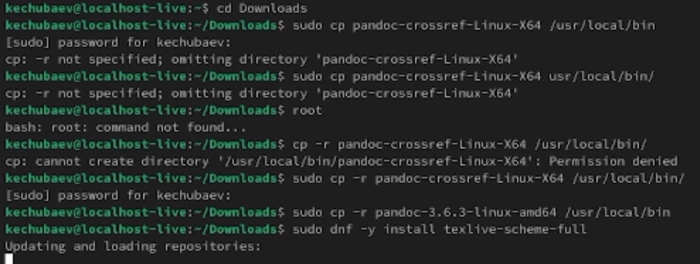 kechubaev@localhost-live:~$ cd Downloads
kechubaev@localhost-live:~/Downloads$ sudo cp pandoc-crossref-Linux-X64 /usr/local/bin
[sudo] password for kechubaev:
cp: -r not specified; omitting directory 'pandoc-crossref-Linux-X64'
kechubaev@localhost-live:~/Downloads$ sudo cp pandoc-crossref-Linux-X64 usr/local/bin/
cp: -r not specified; omitting directory 'pandoc-crossref-Linux-X64'
kechubaev@localhost-live:~/Downloads$ root
bash: root: command not found...
kechubaev@localhost-live:~/Downloads$ cp -r pandoc-crossref-Linux-X64 /usr/local/bin/
cp: cannot create directory '/usr/local/bin/pandoc-crossref-Linux-X64': Permission denied
kechubaev@localhost-live:~/Downloads$ sudo cp -r pandoc-crossref-Linux-X64 /usr/local/bin/
[sudo] password for kechubaev:
kechubaev@localhost-live:~/Downloads$ sudo cp -r pandoc-3.6.3-linux-amd64 /usr/local/bin
kechubaev@localhost-live:~/Downloads$ sudo dnf -y install texlive-scheme-full
Updating and loading repositories: